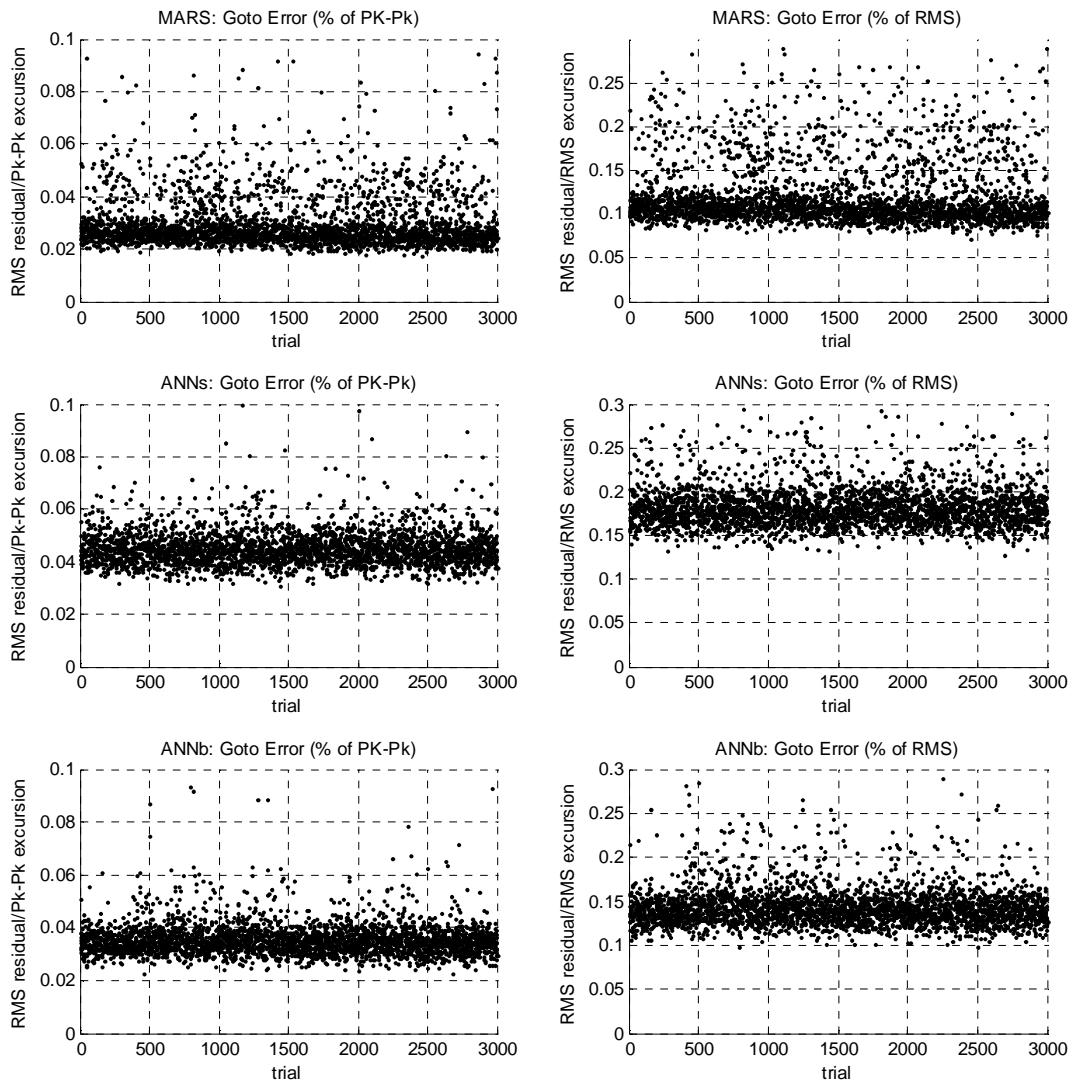 MARS: Goto Error (% of PK-Pk)
RMS residual/Pk-Pk excursion
0.1
0.08
0.06
0.04
0.02
0
0 500 1000 1500 2000 2500 3000
trial
MARS: Goto Error (% of RMS)
RMS residual/RMS excursion
0.25
0.2
0.15
0.1
0.05
0
0 500 1000 1500 2000 2500 3000
trial
ANNs: Goto Error (% of PK-Pk)
RMS residual/Pk-Pk excursion
0.1
0.08
0.06
0.04
0.02
0
0 500 1000 1500 2000 2500 3000
trial
ANNs: Goto Error (% of RMS)
RMS residual/RMS excursion
0.3
0.25
0.2
0.15
0.1
0.05
0
0 500 1000 1500 2000 2500 3000
trial
ANNb: Goto Error (% of PK-Pk)
RMS residual/Pk-Pk excursion
0.1
0.08
0.06
0.04
0.02
0
0 500 1000 1500 2000 2500 3000
trial
ANNb: Goto Error (% of RMS)
RMS residual/RMS excursion
0.3
0.25
0.2
0.15
0.1
0.05
0
0 500 1000 1500 2000 2500 3000
trial